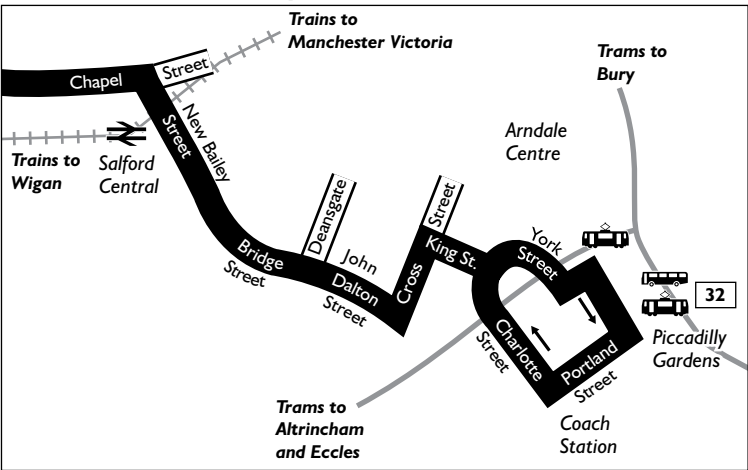 Trains to
Manchester Victoria
Trams to
Bury
Chapel
Street
New Bailey
Street
Arndale
Centre
Trains to
Wigan
Salford
Central
Deansgate
Street
York
Street
King St.
John
Bridge
Street
Dalton
Street
Cross
32
Piccadilly
Gardens
Charlotte
Street
Portland
Street
Trams to
Altrincham
and Eccles
Coach
Station